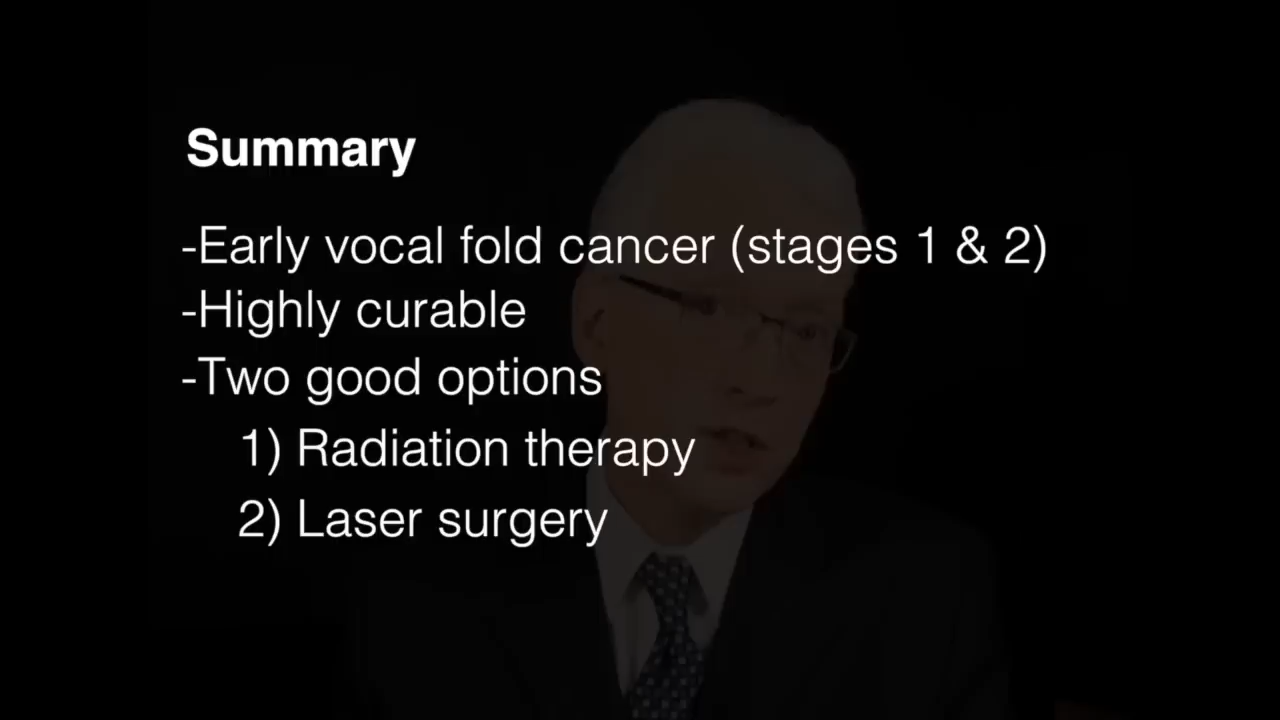 Summary
-Early vocal fold cancer (stages 1 & 2)
-Highly curable
-Two good options
1) Radiation therapy
2) Laser surgery